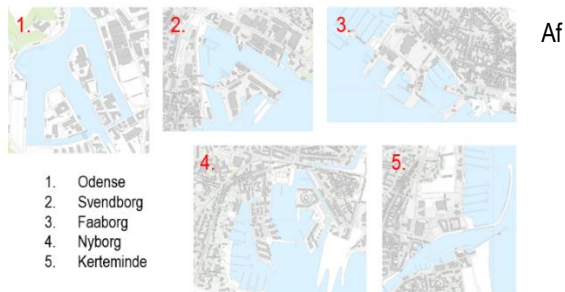 1.
2.
3.
Af
4.
5.
1. Odense
2. Svendborg
3. Faaborg
4. Nyborg
5. Kerteminde